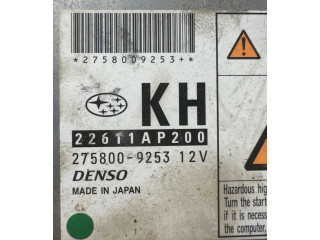 *2758009253+*
KH
22611AP200
275800-9253 12V
DENSO
MADE IN JAPAN
Hazardous hig
Turn the start
if it is necess
the computer,